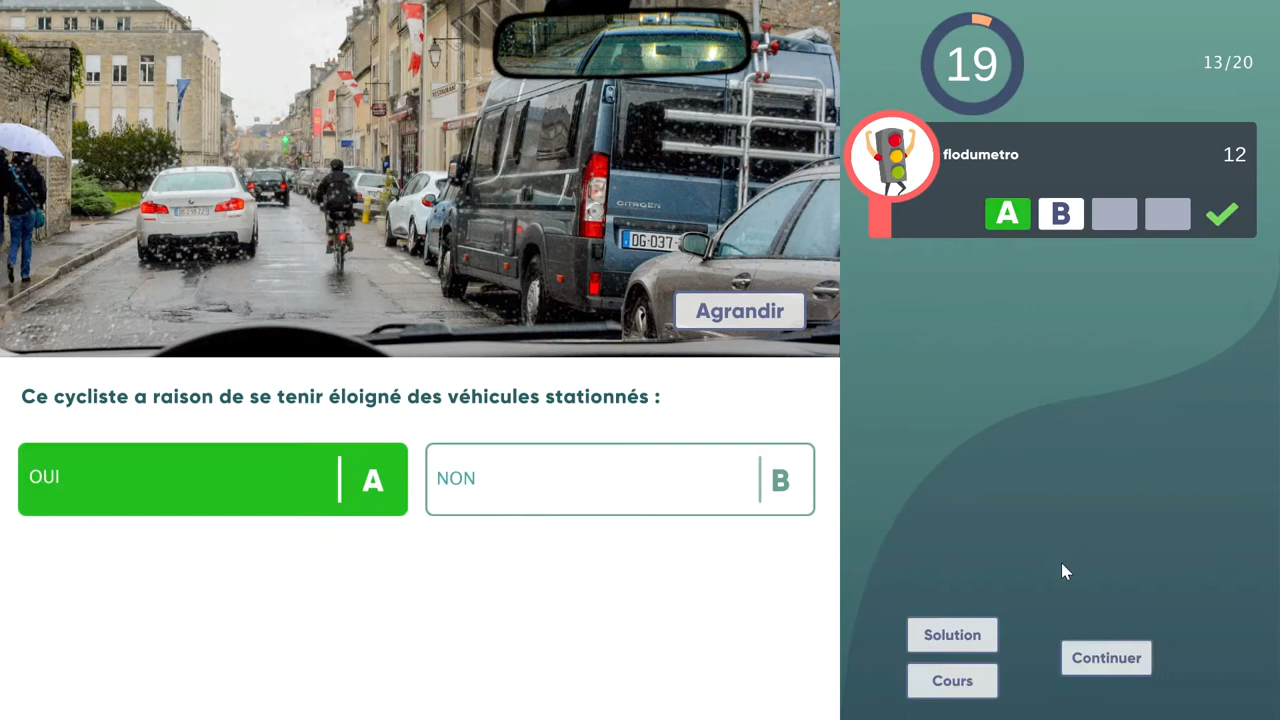 RESTAURANT
CITROEN
DG-037-
Agrandir
Ce cycliste a raison de se tenir éloigné des véhicules stationnés :
OUI A
NON B
19
13/20
flodumetro
12
A B
Solution
Continuer
Cours